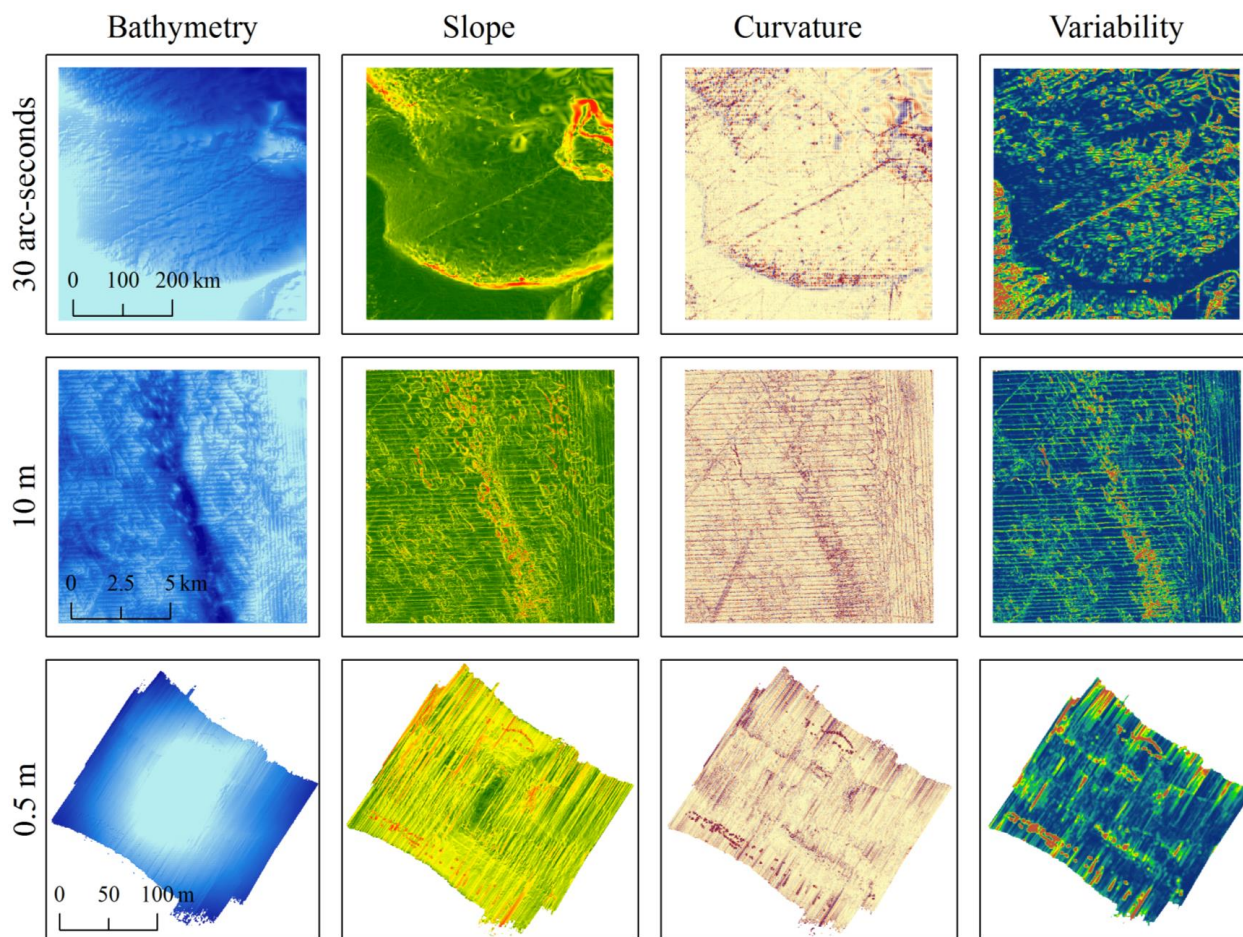 Bathymetry Slope Curvature Variability
30 arc-seconds
0 100 200 km
10 m
0 2.5 5 km
0.5 m
0 50 100 m